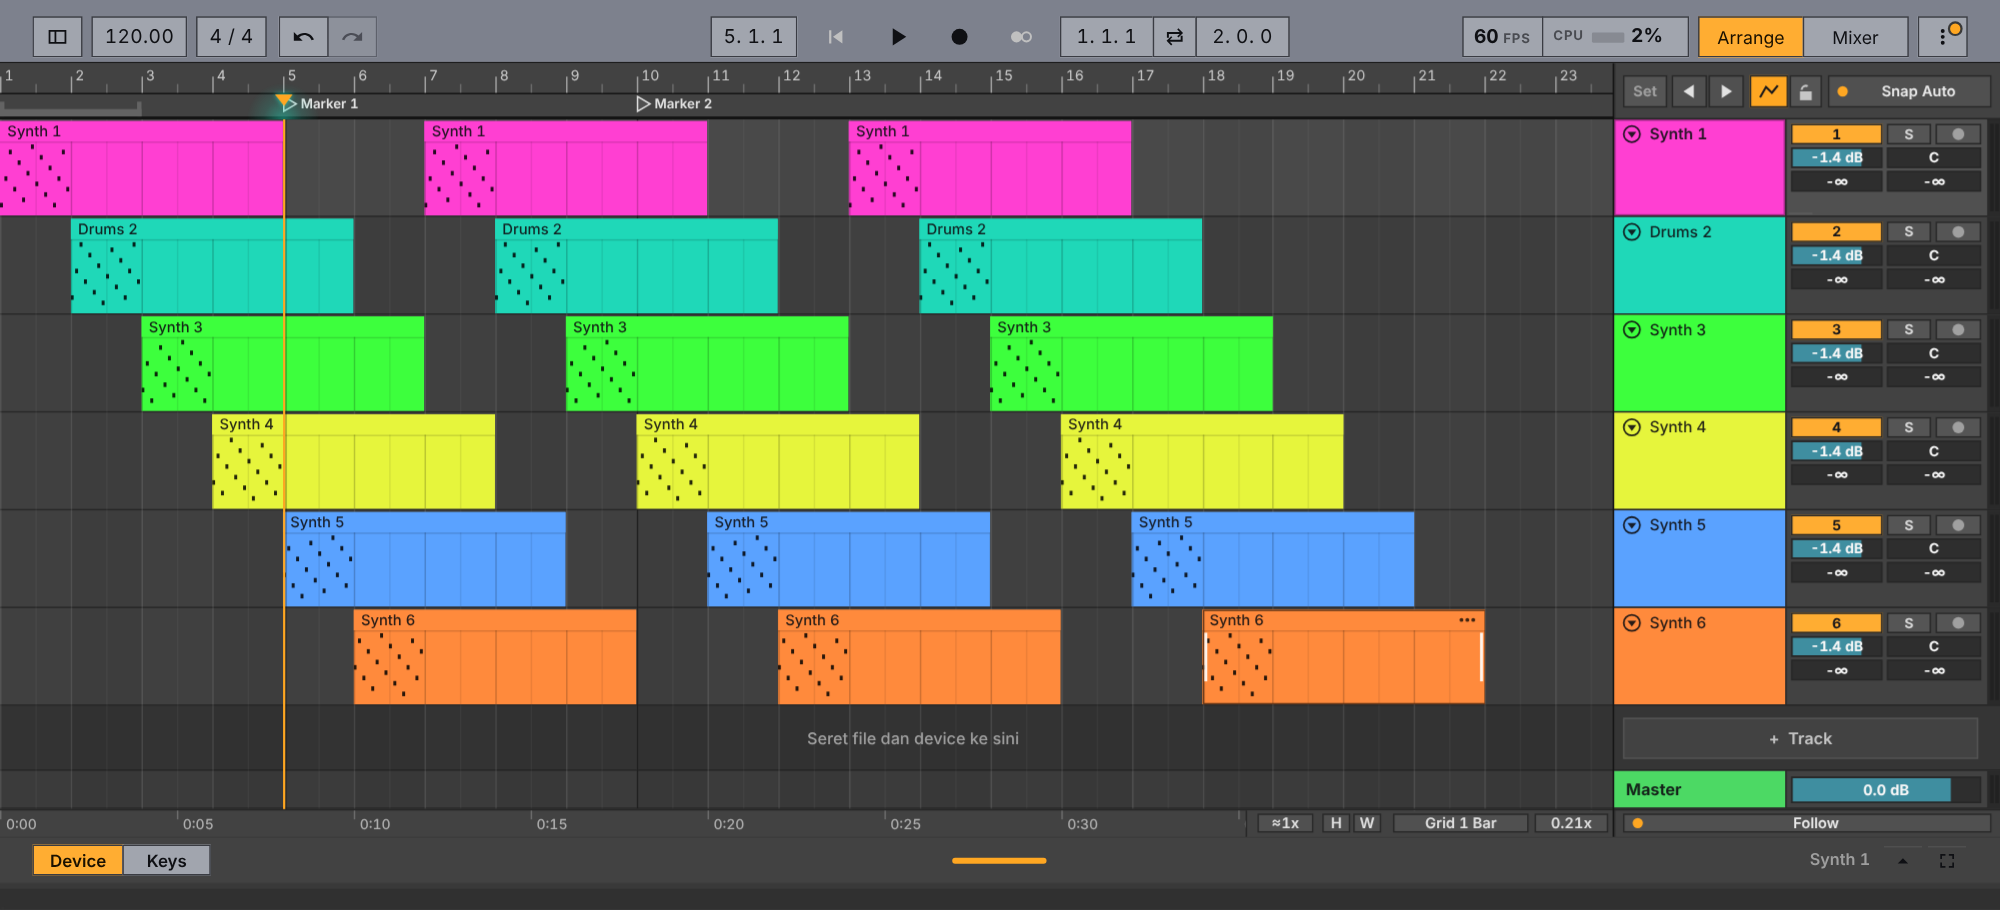 120.00 4 / 4 5. 1. 1 1. 1. 1 2. 0. 0 60 FPS CPU 2% Arrange Mixer
1 2 3 4 5 6 7 8 9 10 11 12 13 14 15 16 17 18 19 20 21 22 23
Set Snap Auto
Marker 1 Marker 2
Synth 1 Synth 1 Synth 1 Synth 1 1 S
-1.4 dB C
-∞ -∞
Drums 2 Drums 2 Drums 2 Drums 2 2 S
-1.4 dB C
-∞ -∞
Synth 3 Synth 3 Synth 3 Synth 3 3 S
-1.4 dB C
-∞ -∞
Synth 4 Synth 4 Synth 4 Synth 4 4 S
-1.4 dB C
-∞ -∞
Synth 5 Synth 5 Synth 5 Synth 5 5 S
-1.4 dB C
-∞ -∞
Synth 6 Synth 6 Synth 6 Synth 6 6 S
-1.4 dB C
-∞ -∞
Seret file dan device ke sini + Track
Master 0.0 dB
0:00 0:05 0:10 0:15 0:20 0:25 0:30 ≈1x H W Grid 1 Bar 0.21x Follow
Device Keys Synth 1